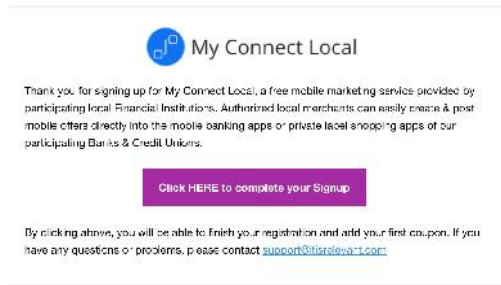 My Connect Local
Thank you for signing up for My Connect Local, a free mobile marketing service provided by
participating local Financial Institutions. Authorized local merchants can easily create & post
mobile offers directly into the mobile banking apps or private label shopping apps of our
participating Banks & Credit Unions.
Click HERE to complete your Signup
By clicking above, you will be able to finish your registration and add your first coupon. If you
have any questions or problems, please contact support@itisrelevant.com